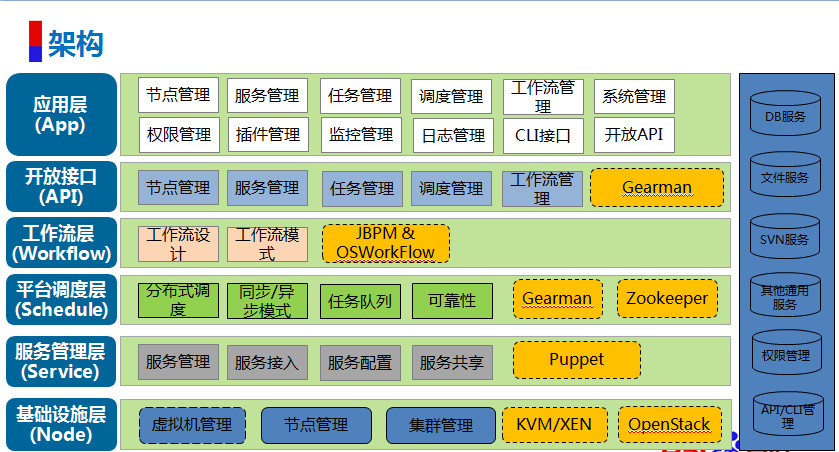 架构
应用层
(App)
节点管理
服务管理
任务管理
调度管理
工作流管
理
系统管理
权限管理
插件管理
监控管理
日志管理
CLI接口
开放API
开放接口
(API)
节点管理
服务管理
任务管理
调度管理
工作流管
理
Gearman
工作流层
(Workflow)
工作流设
计
工作流模
式
JBPM &
OSWorkFlow
平台调度层
(Schedule)
分布式调
度
同步/异
步模式
任务队列
可靠性
Gearman
Zookeeper
服务管理层
(Service)
服务管理
服务接入
服务配置
服务共享
Puppet
基础设施层
(Node)
虚拟机管理
节点管理
集群管理
KVM/XEN
OpenStack
DB服务
文件服务
SVN服务
其他通用
服务
权限管理
API/CLI管
理